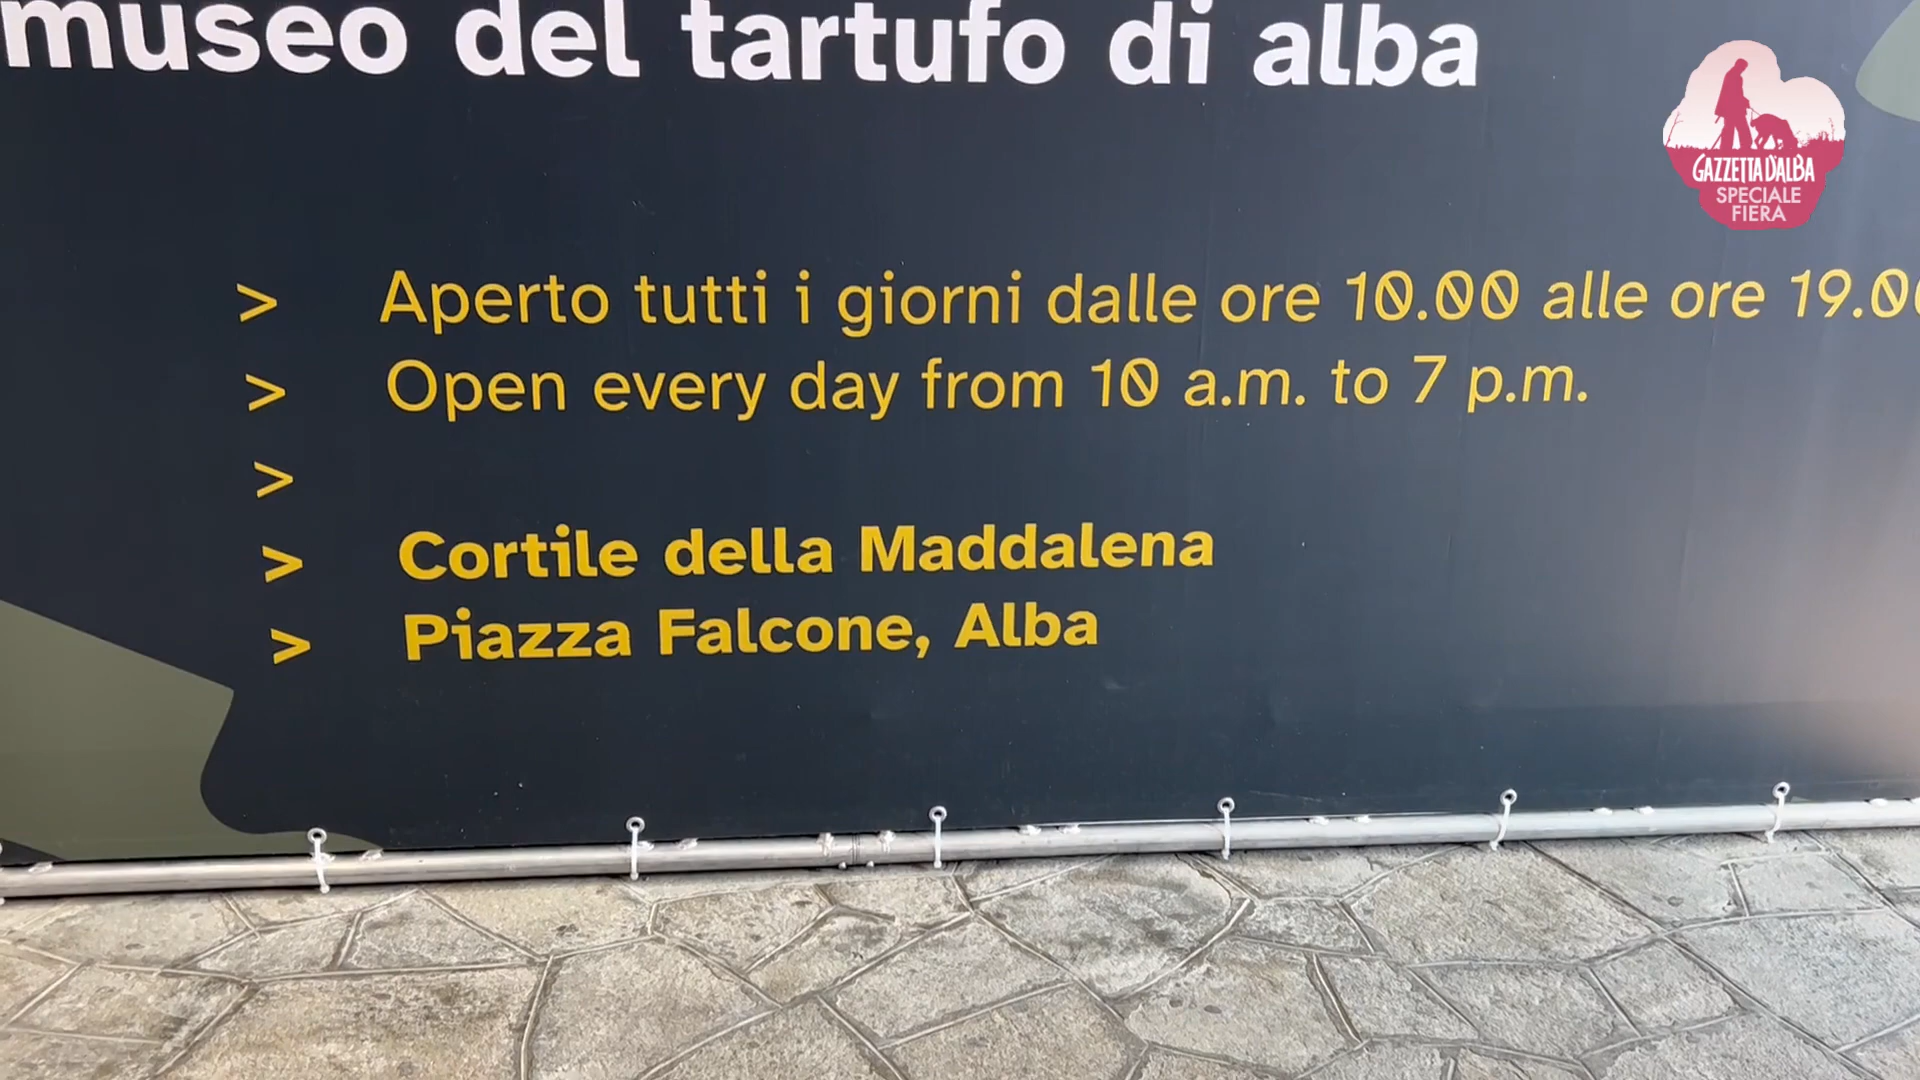 museo del tartufo di alba
GAZZETTA D'ALBA
SPECIALE
FIERA
> Aperto tutti i giorni dalle ore 10.00 alle ore 19.0
> Open every day from 10 a.m. to 7 p.m.
>
> Cortile della Maddalena
> Piazza Falcone, Alba